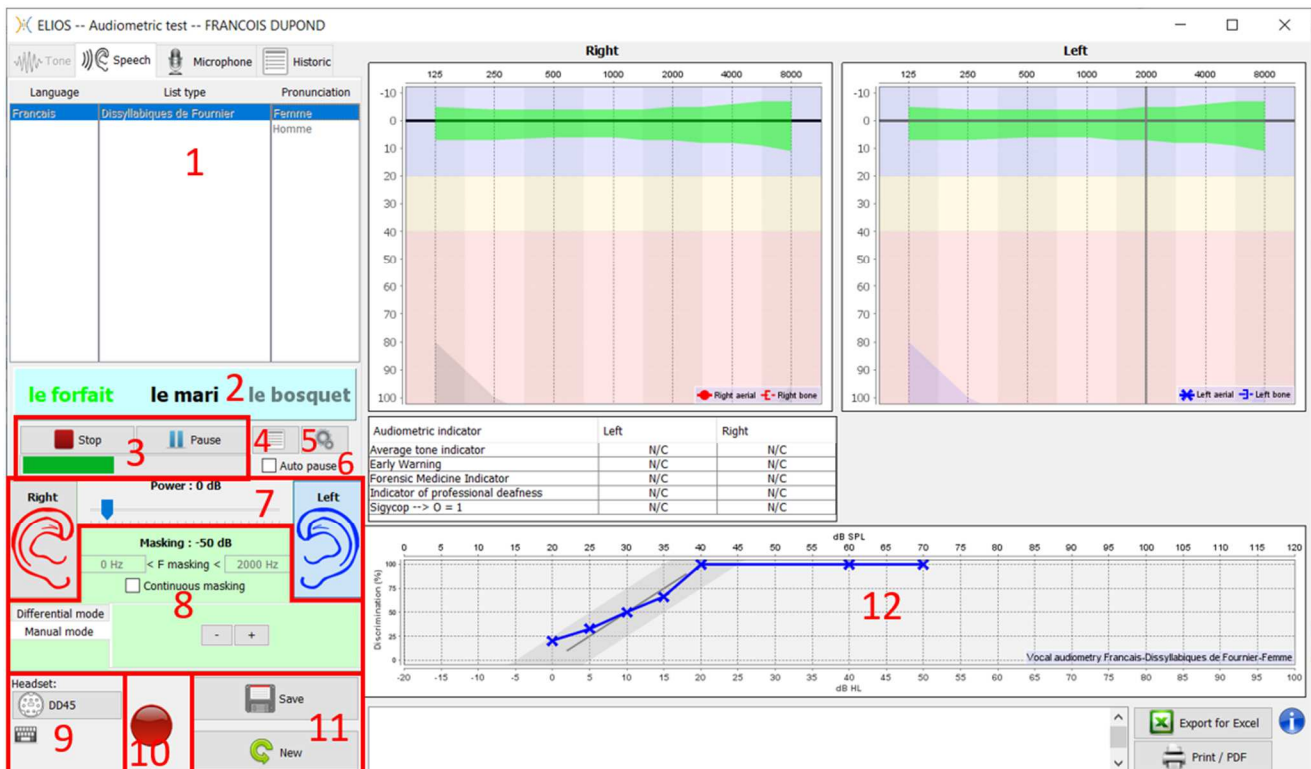 ELIOS -- Audiometric test -- FRANCOIS DUPOND
Tone Speech Microphone Historic
Language List type Pronunciation
Francais Dissyllabiques de Fournier Femme
Homme
1
le forfait le mari 2 le bosquet
Stop Pause 4 5
3
Auto pause 6
Power : 0 dB
7
Right Left
Masking : -50 dB
0 Hz < F masking < 2000 Hz
Continuous masking
8
Differential mode
Manual mode
- +
Headset:
DD45
9
10
Save
11
New
Right
125 250 500 1000 2000 4000 8000
-10
0
10
20
30
40
50
60
70
80
90
100
Right aerial Right bone
Left
125 250 500 1000 2000 4000 8000
-10
0
10
20
30
40
50
60
70
80
90
100
Left aerial Left bone
Audiometric indicator Left Right
Average tone indicator N/C N/C
Early Warning N/C N/C
Forensic Medicine Indicator N/C N/C
Indicator of professional deafness N/C N/C
Sigycop --> O = 1 N/C N/C
dB SPL
0 5 10 15 20 25 30 35 40 45 50 55 60 65 70 75 80 85 90 95 100 105 110 115 120
Discrimination (%)
100
75
50
25
0
12
Vocal audiometry Francais-Dissyllabiques de Fournier-Femme
-20 -15 -10 -5 0 5 10 15 20 25 30 35 40 45 50 55 60 65 70 75 80 85 90 95 100
dB HL
Export for Excel
Print / PDF